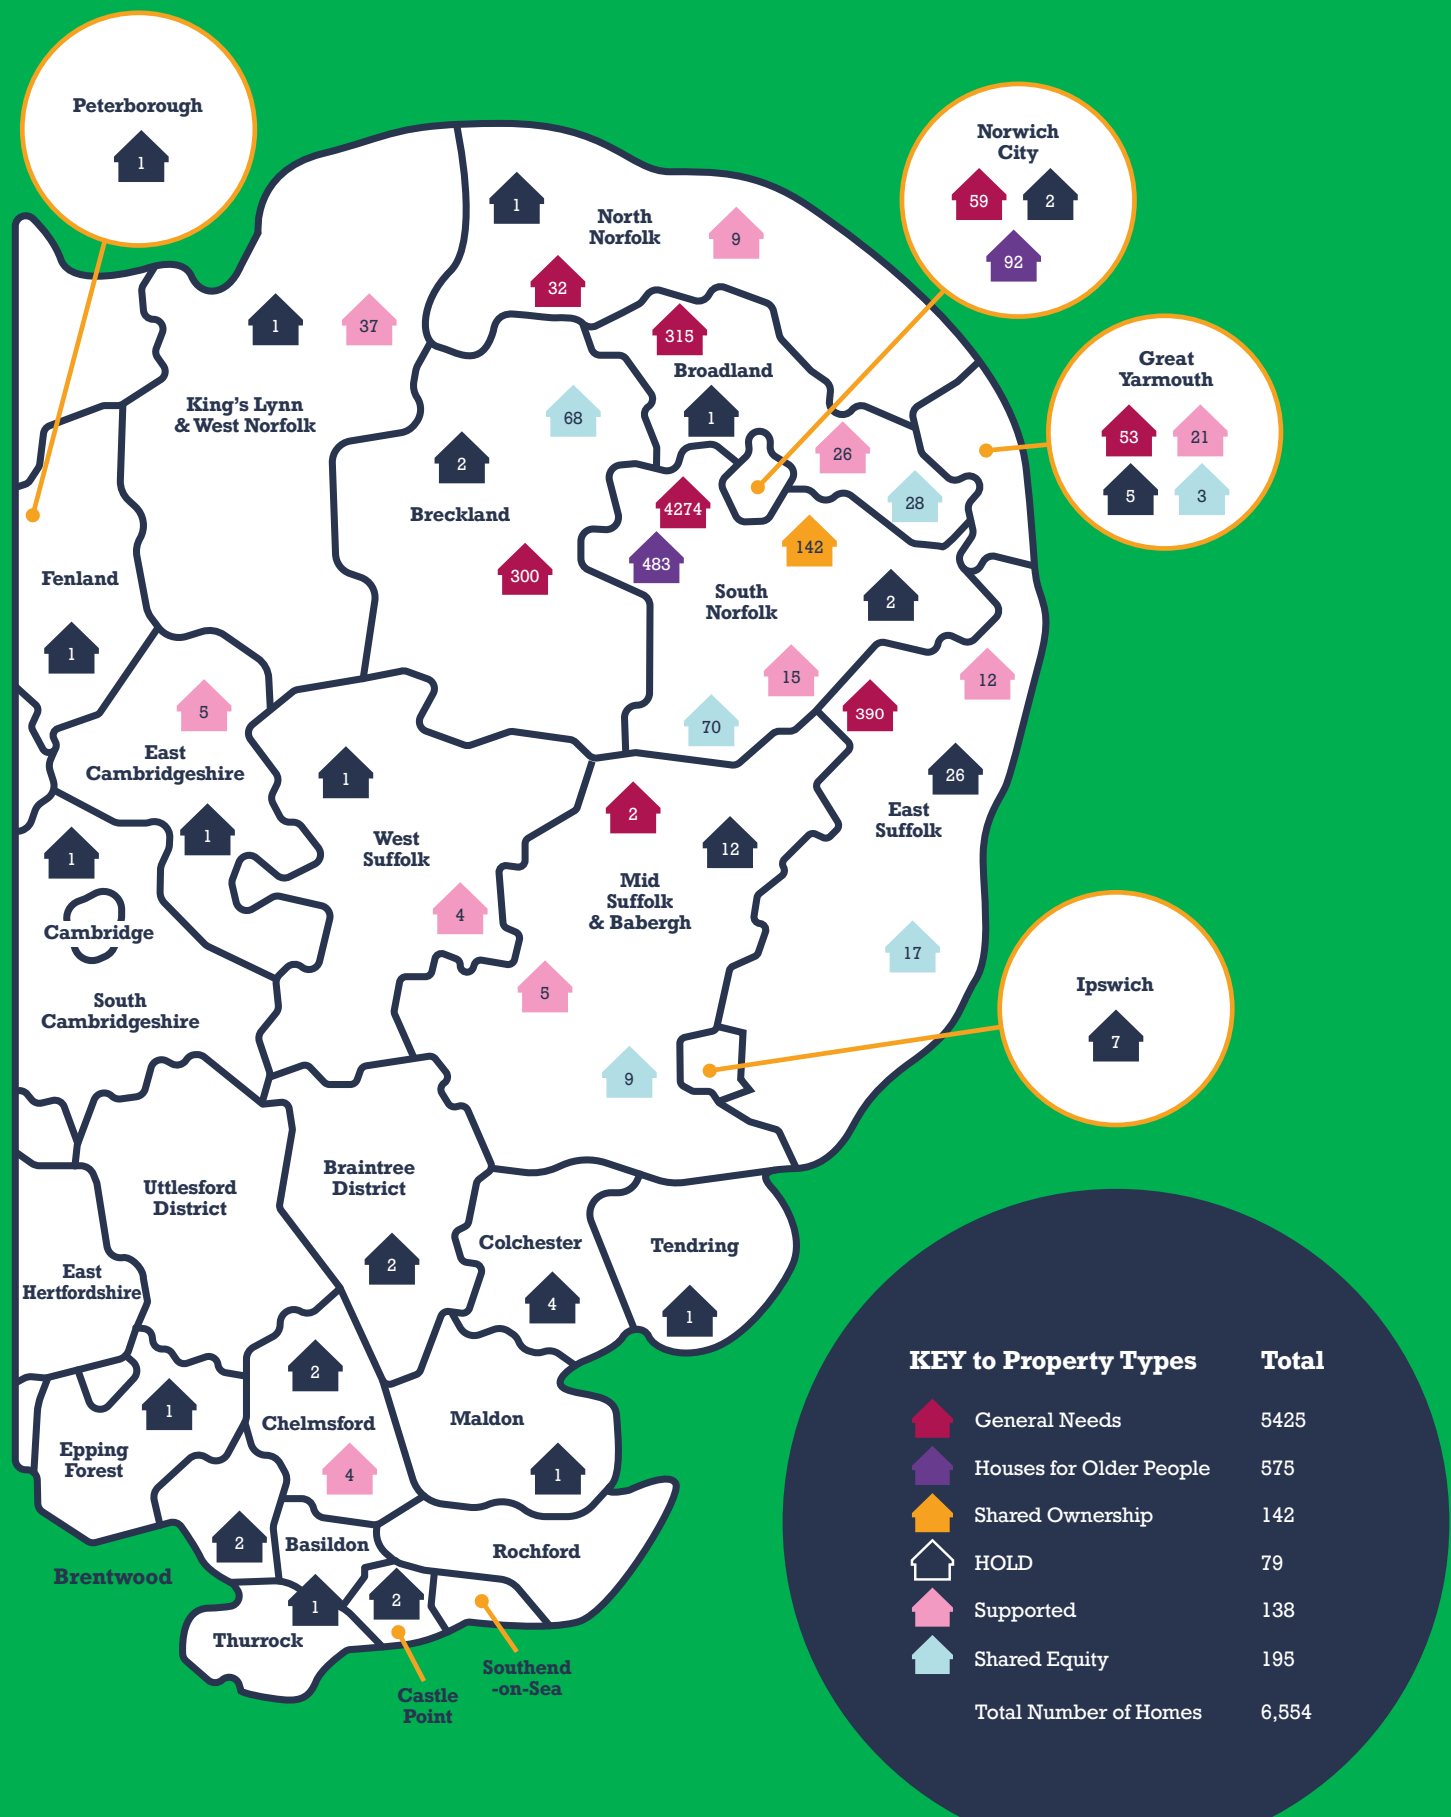 Peterborough
1
Norwich
City
59
2
92
1
North
Norfolk
9
32
1
37
315
Broadland
1
Great
Yarmouth
53
21
5
3
King's Lynn
& West Norfolk
68
2
Breckland
300
26
28
4274
142
483
South
Norfolk
2
15
70
Fenland
1
5
East
Cambridgeshire
1
12
390
26
East
Suffolk
17
1
West
Suffolk
4
2
12
Mid
Suffolk
& Babergh
5
9
1
Cambridge
South
Cambridgeshire
Ipswich
7
Uttlesford
District
Braintree
District
2
Colchester
4
Tendring
1
East
Hertfordshire
2
Chelmsford
4
1
Epping
Forest
Maldon
1
2
Brentwood
Basildon
Rochford
1
2
Thurrock
Southend
-on-Sea
Castle
Point
KEY to Property Types Total
General Needs 5425
Houses for Older People 575
Shared Ownership 142
HOLD 79
Supported 138
Shared Equity 195
Total Number of Homes 6,554